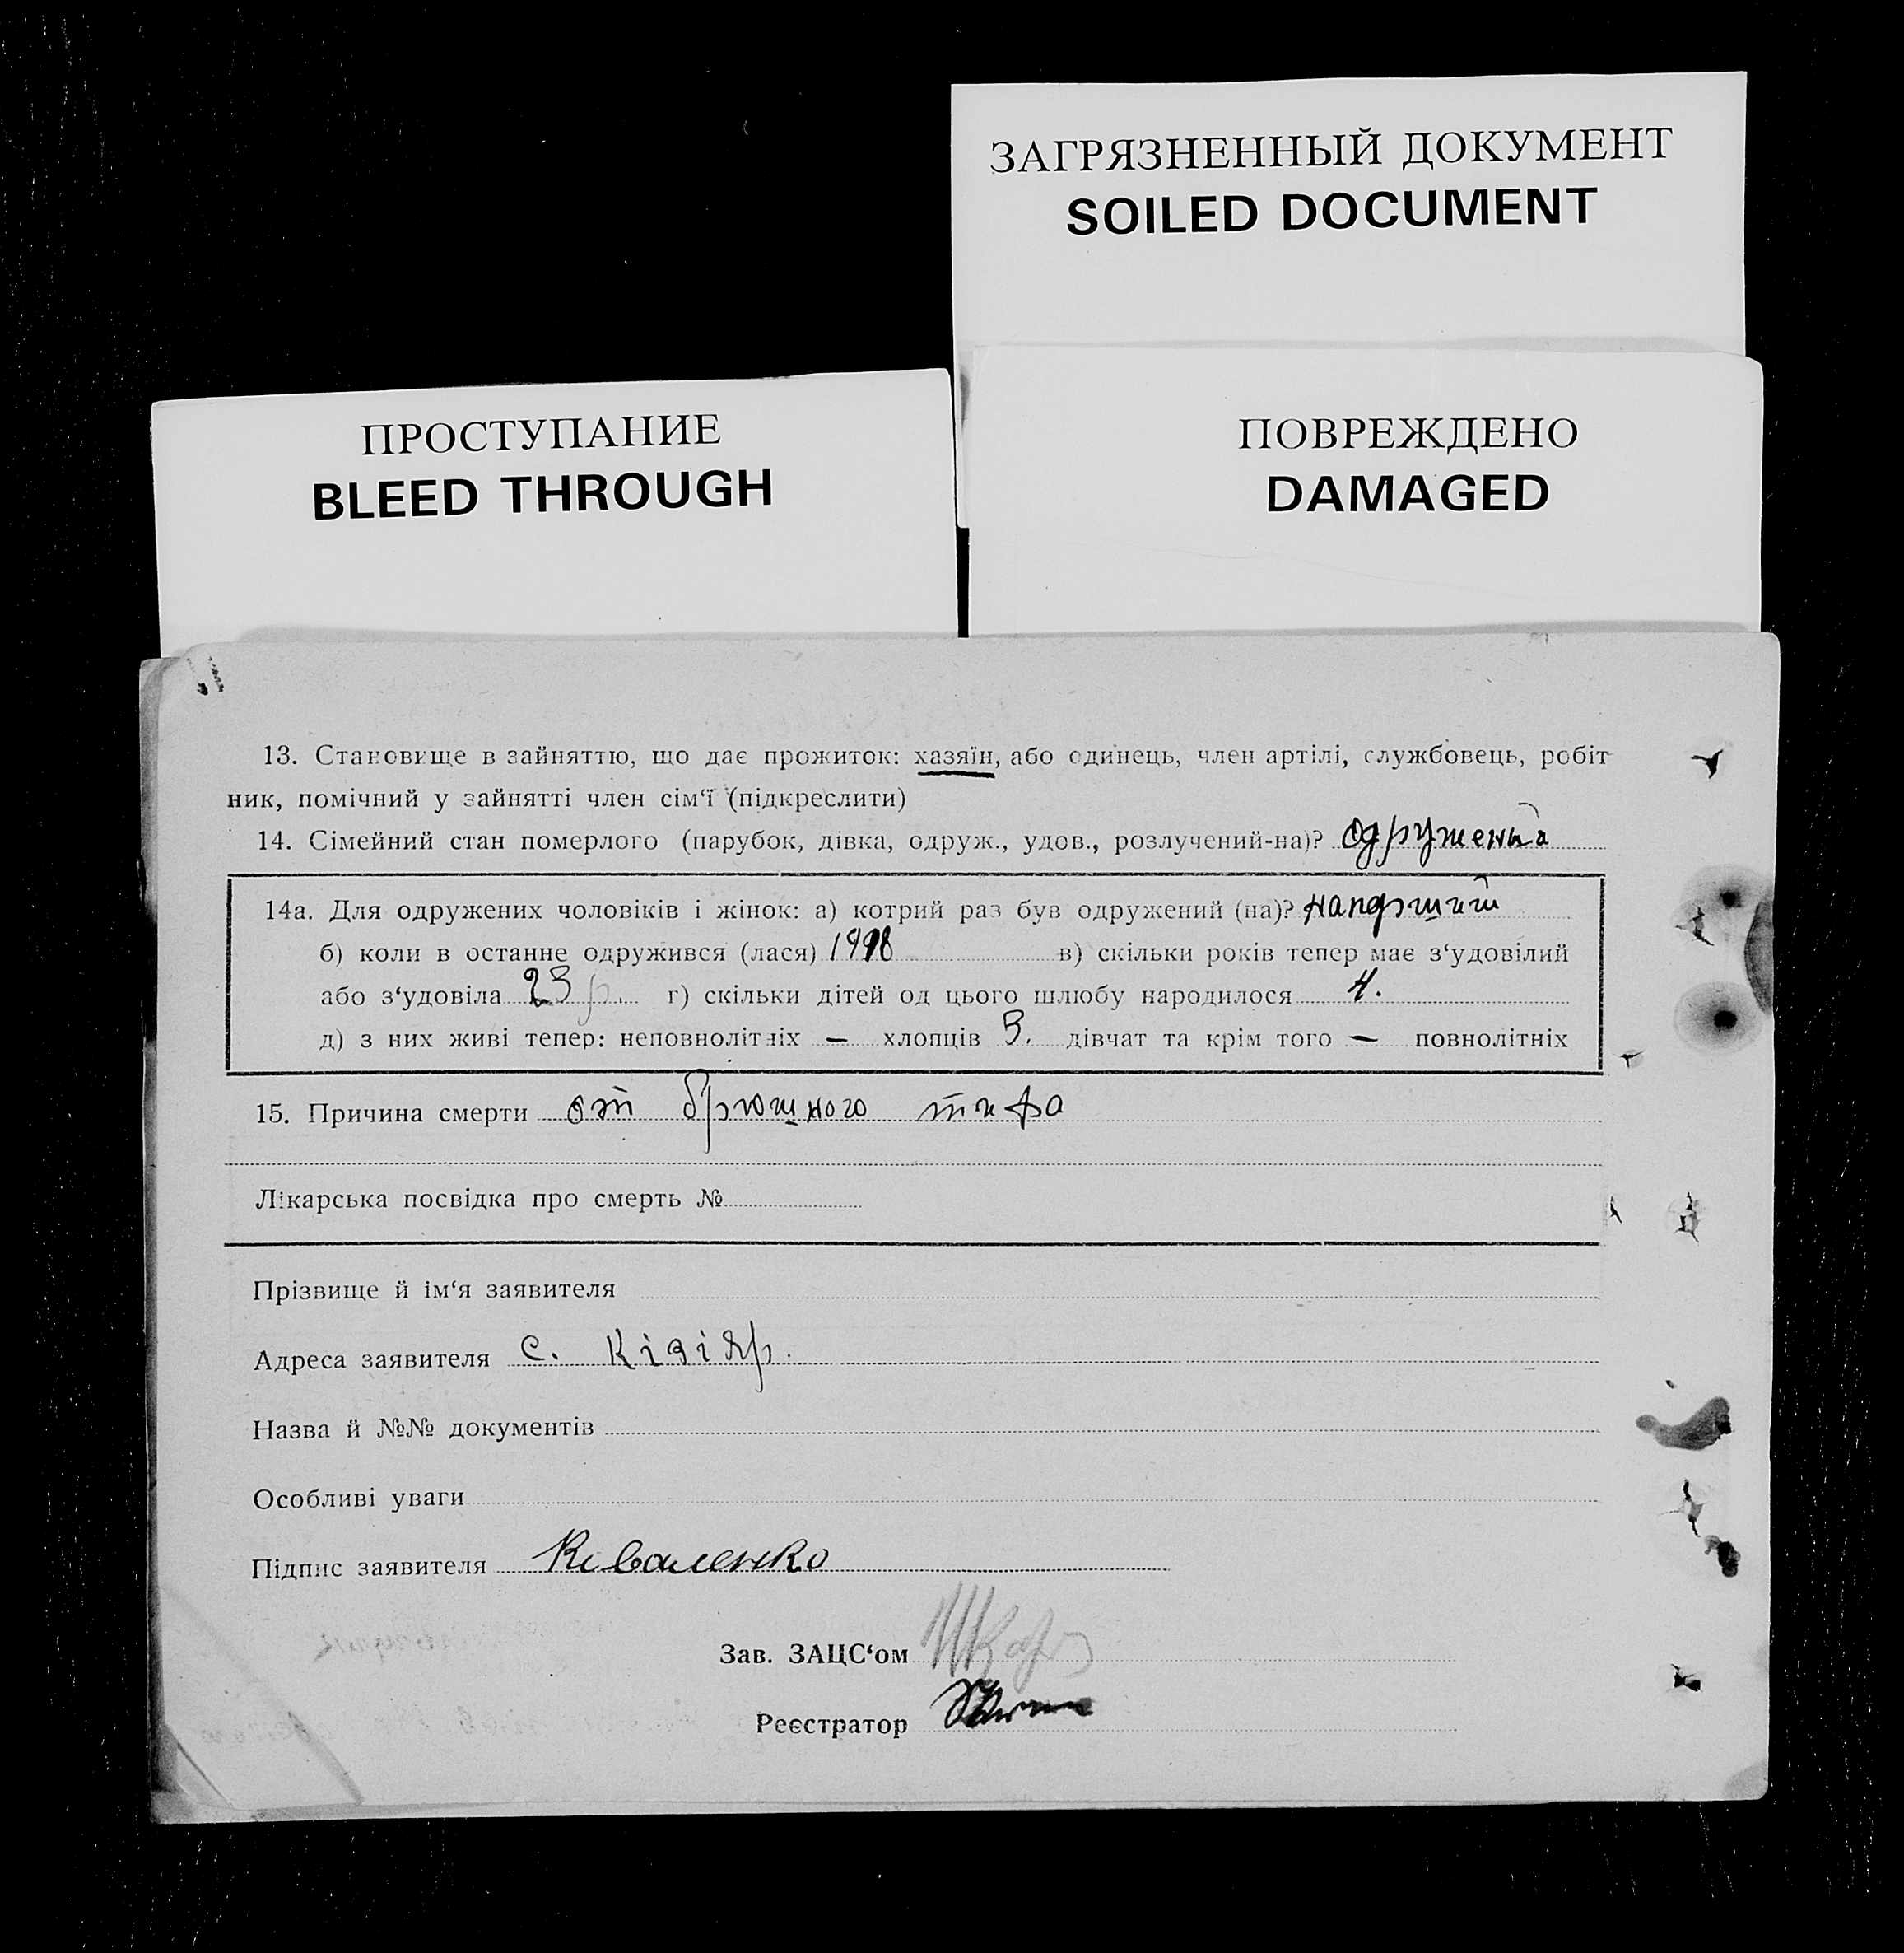 ЗАГРЯЗНЕННЫЙ ДОКУМЕНТ
SOILED DOCUMENT
ПРОСТУПАНИЕ
BLEED THROUGH
ПОВРЕЖДЕНО
DAMAGED
13. Становище в зайняттю, що дає прожиток: хазяїн, або одинець, член артілі, службовець, робіт-
ник, помічний у зайнятті член сім‘ї (підкреслити)
14. Сімейний стан померлого (парубок, дівка, одруж., удов., розлучений-на)?
14а. Для одружених чоловіків і жінок: а) котрий раз був одружений (на)?
б) коли в останнє одружився (лася) в) скільки років тепер має з‘удовілий
або з‘удовіла 23 р. г) скільки дітей од цього шлюбу народилося 4.
д) з них живі тепер: неповнолітніх — хлопців 3. дівчат та крім того — повнолітніх
15. Причина смерти от брюшного тифа
Лікарська посвідка про смерть №
Прізвище й ім‘я заявителя
Адреса заявителя с. Кізіяр.
Назва й №№ документів
Особливі уваги
Підпис заявителя Коваленко
Зав. ЗАЦС‘ом
Реєстратор